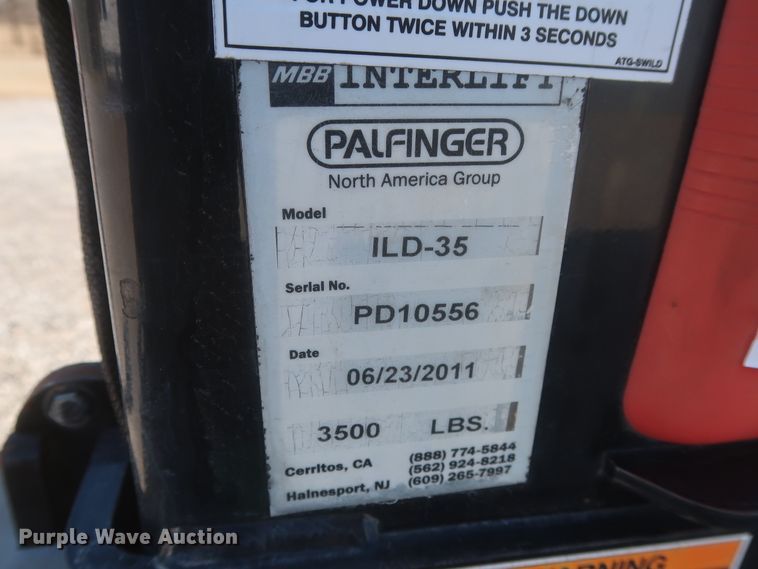 FOR POWER DOWN PUSH THE DOWN
BUTTON TWICE WITHIN 3 SECONDS
ATG-SWILD
MBB INTERLIFT
PALFINGER
North America Group
Model
ILD-35
Serial No.
PD10556
Date
06/23/2011
3500 LBS.
(888) 774-5844
Cerritos, CA (562) 924-8218
Hainesport, NJ (609) 265-7997
WARNING
Purple Wave Auction